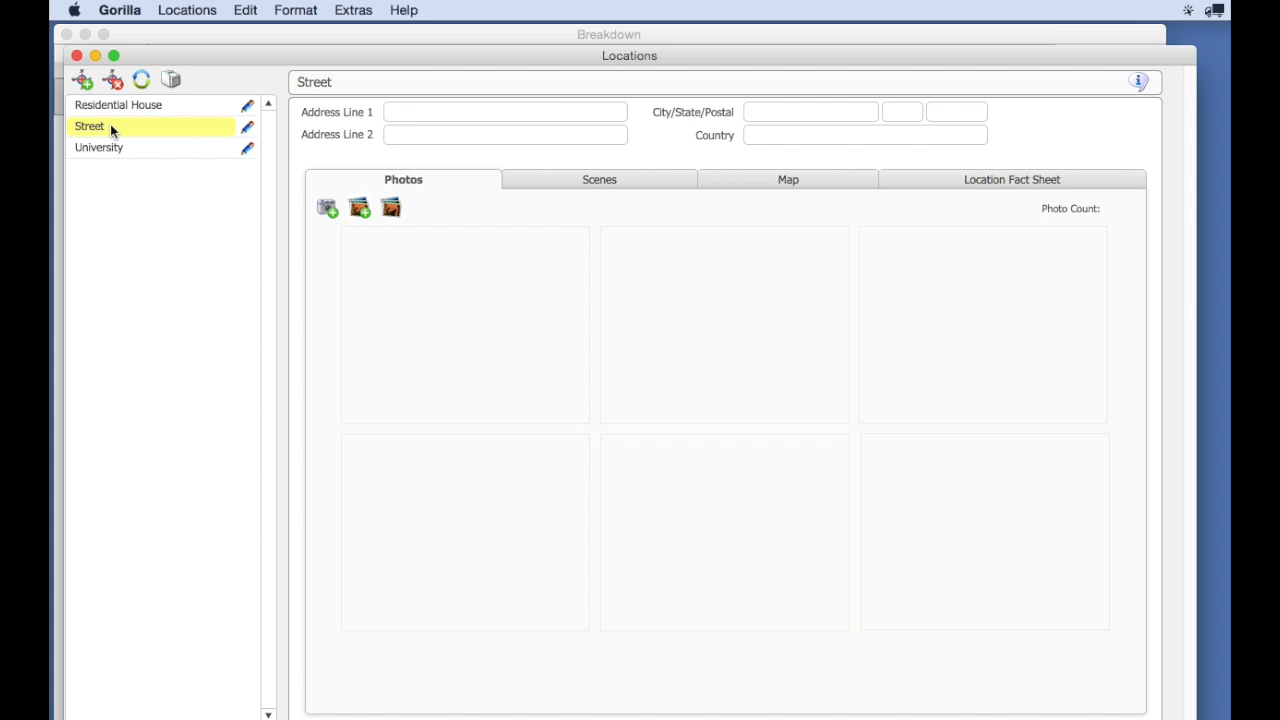 Gorilla Locations Edit Format Extras Help
Breakdown
Locations
Residential House
Street
University
Street
Address Line 1
City/State/Postal
Address Line 2
Country
Photos Scenes Map Location Fact Sheet
Photo Count: